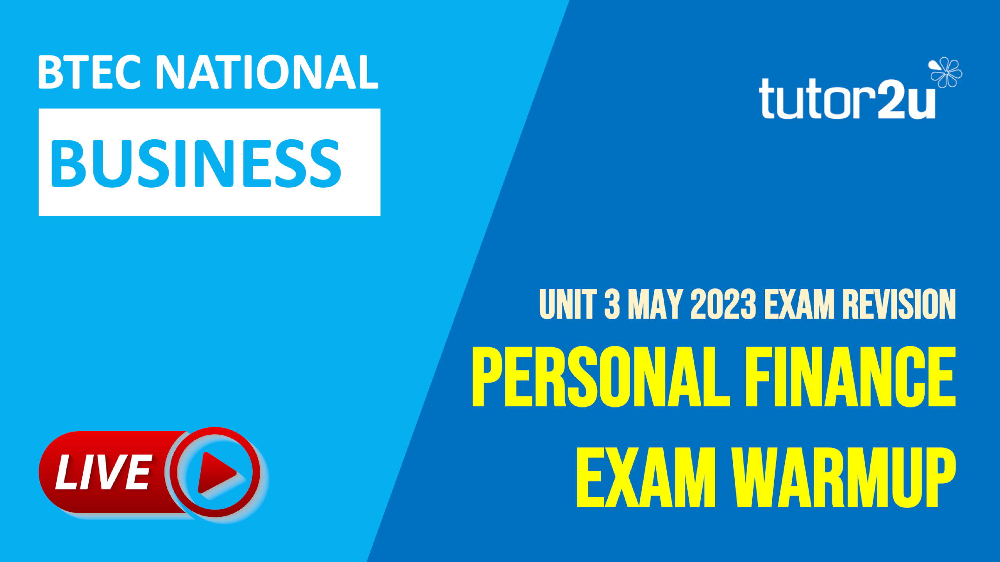 BTEC NATIONAL
BUSINESS
tutor2u
UNIT 3 MAY 2023 EXAM REVISION
PERSONAL FINANCE
EXAM WARMUP
LIVE